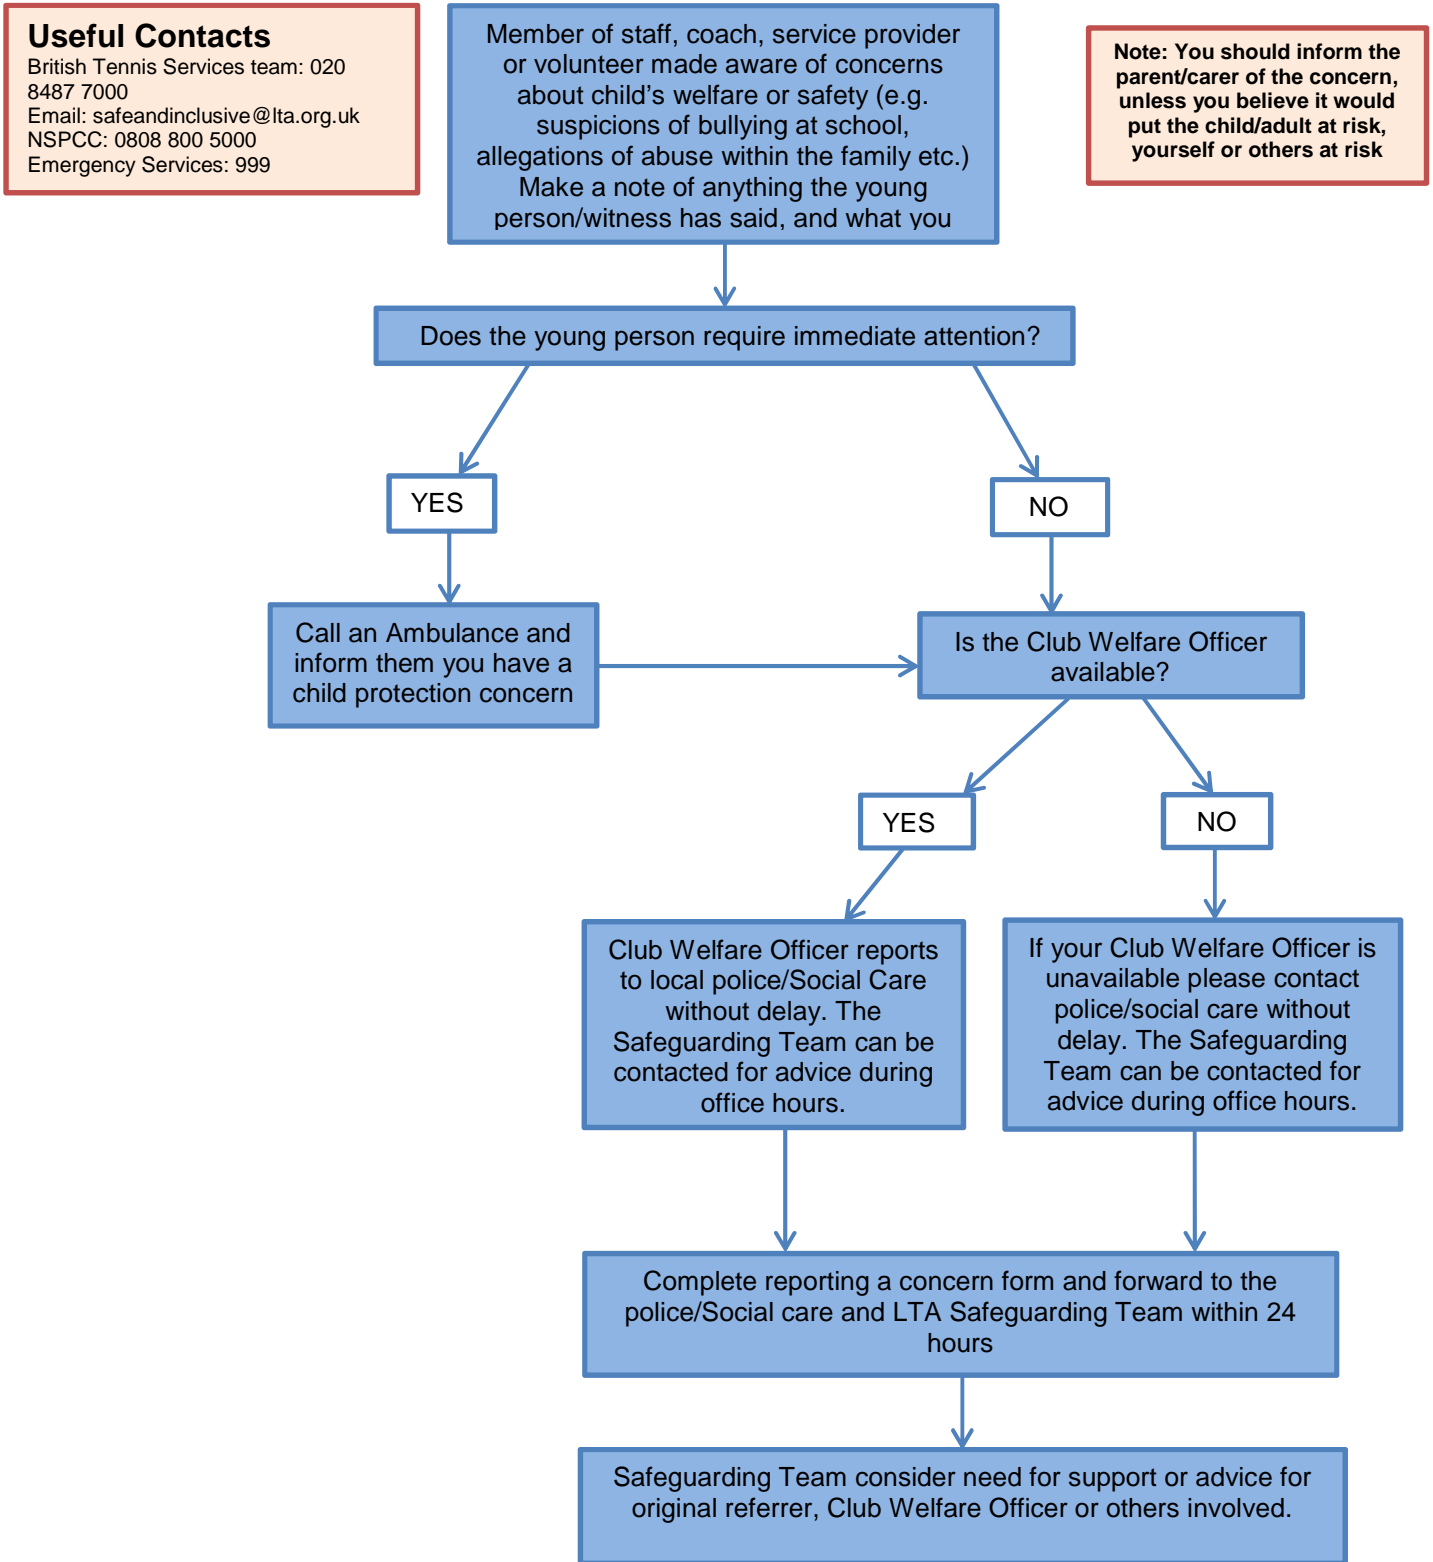 Useful Contacts
British Tennis Services team: 020
8487 7000
Email: safeandinclusive@lta.org.uk
NSPCC: 0808 800 5000
Emergency Services: 999
Member of staff, coach, service provider
or volunteer made aware of concerns
about child's welfare or safety (e.g.
suspicions of bullying at school,
allegations of abuse within the family etc.)
Make a note of anything the young
person/witness has said, and what you
Note: You should inform the
parent/carer of the concern,
unless you believe it would
put the child/adult at risk,
yourself or others at risk
Does the young person require immediate attention?
YES
NO
Call an Ambulance and
inform them you have a
child protection concern
Is the Club Welfare Officer
available?
YES
NO
Club Welfare Officer reports
to local police/Social Care
without delay. The
Safeguarding Team can be
contacted for advice during
office hours.
If your Club Welfare Officer is
unavailable please contact
police/social care without
delay. The Safeguarding
Team can be contacted for
advice during office hours.
Complete reporting a concern form and forward to the
police/Social care and LTA Safeguarding Team within 24
hours
Safeguarding Team consider need for support or advice for
original referrer, Club Welfare Officer or others involved.